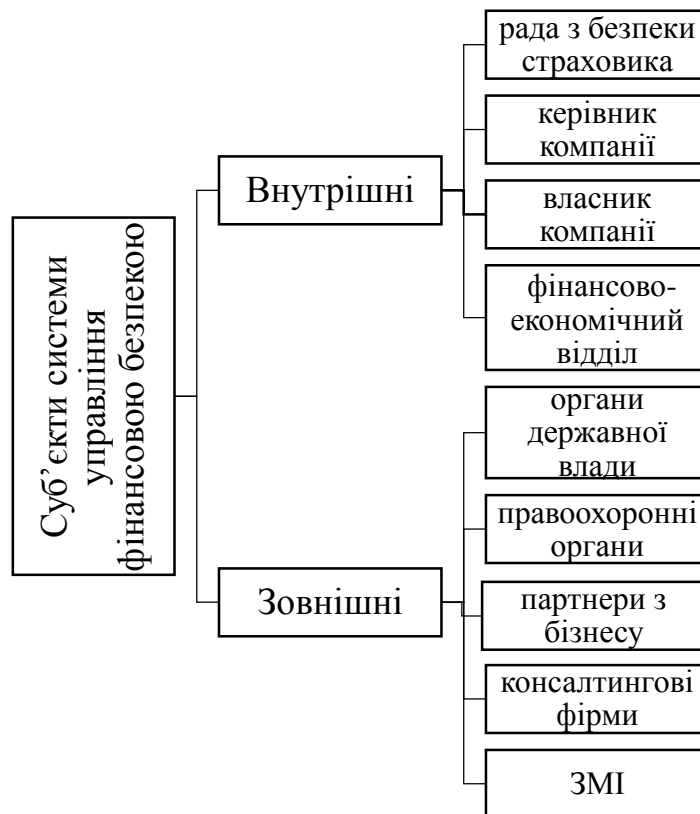 Суб’єкти системи
управління
фінансовою безпекою
Внутрішні
рада з безпеки
страховика
керівник
компанії
власник
компанії
фінансово-
економічний
відділ
Зовнішні
органи
державної
влади
правоохоронні
органи
партнери з
бізнесу
консалтингові
фірми
ЗМІ